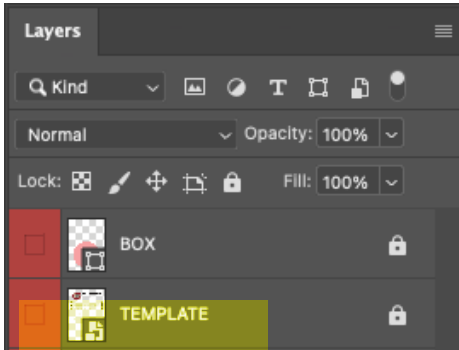 Layers
Kind
Normal Opacity: 100%
Lock: Fill: 100%
BOX
TEMPLATE